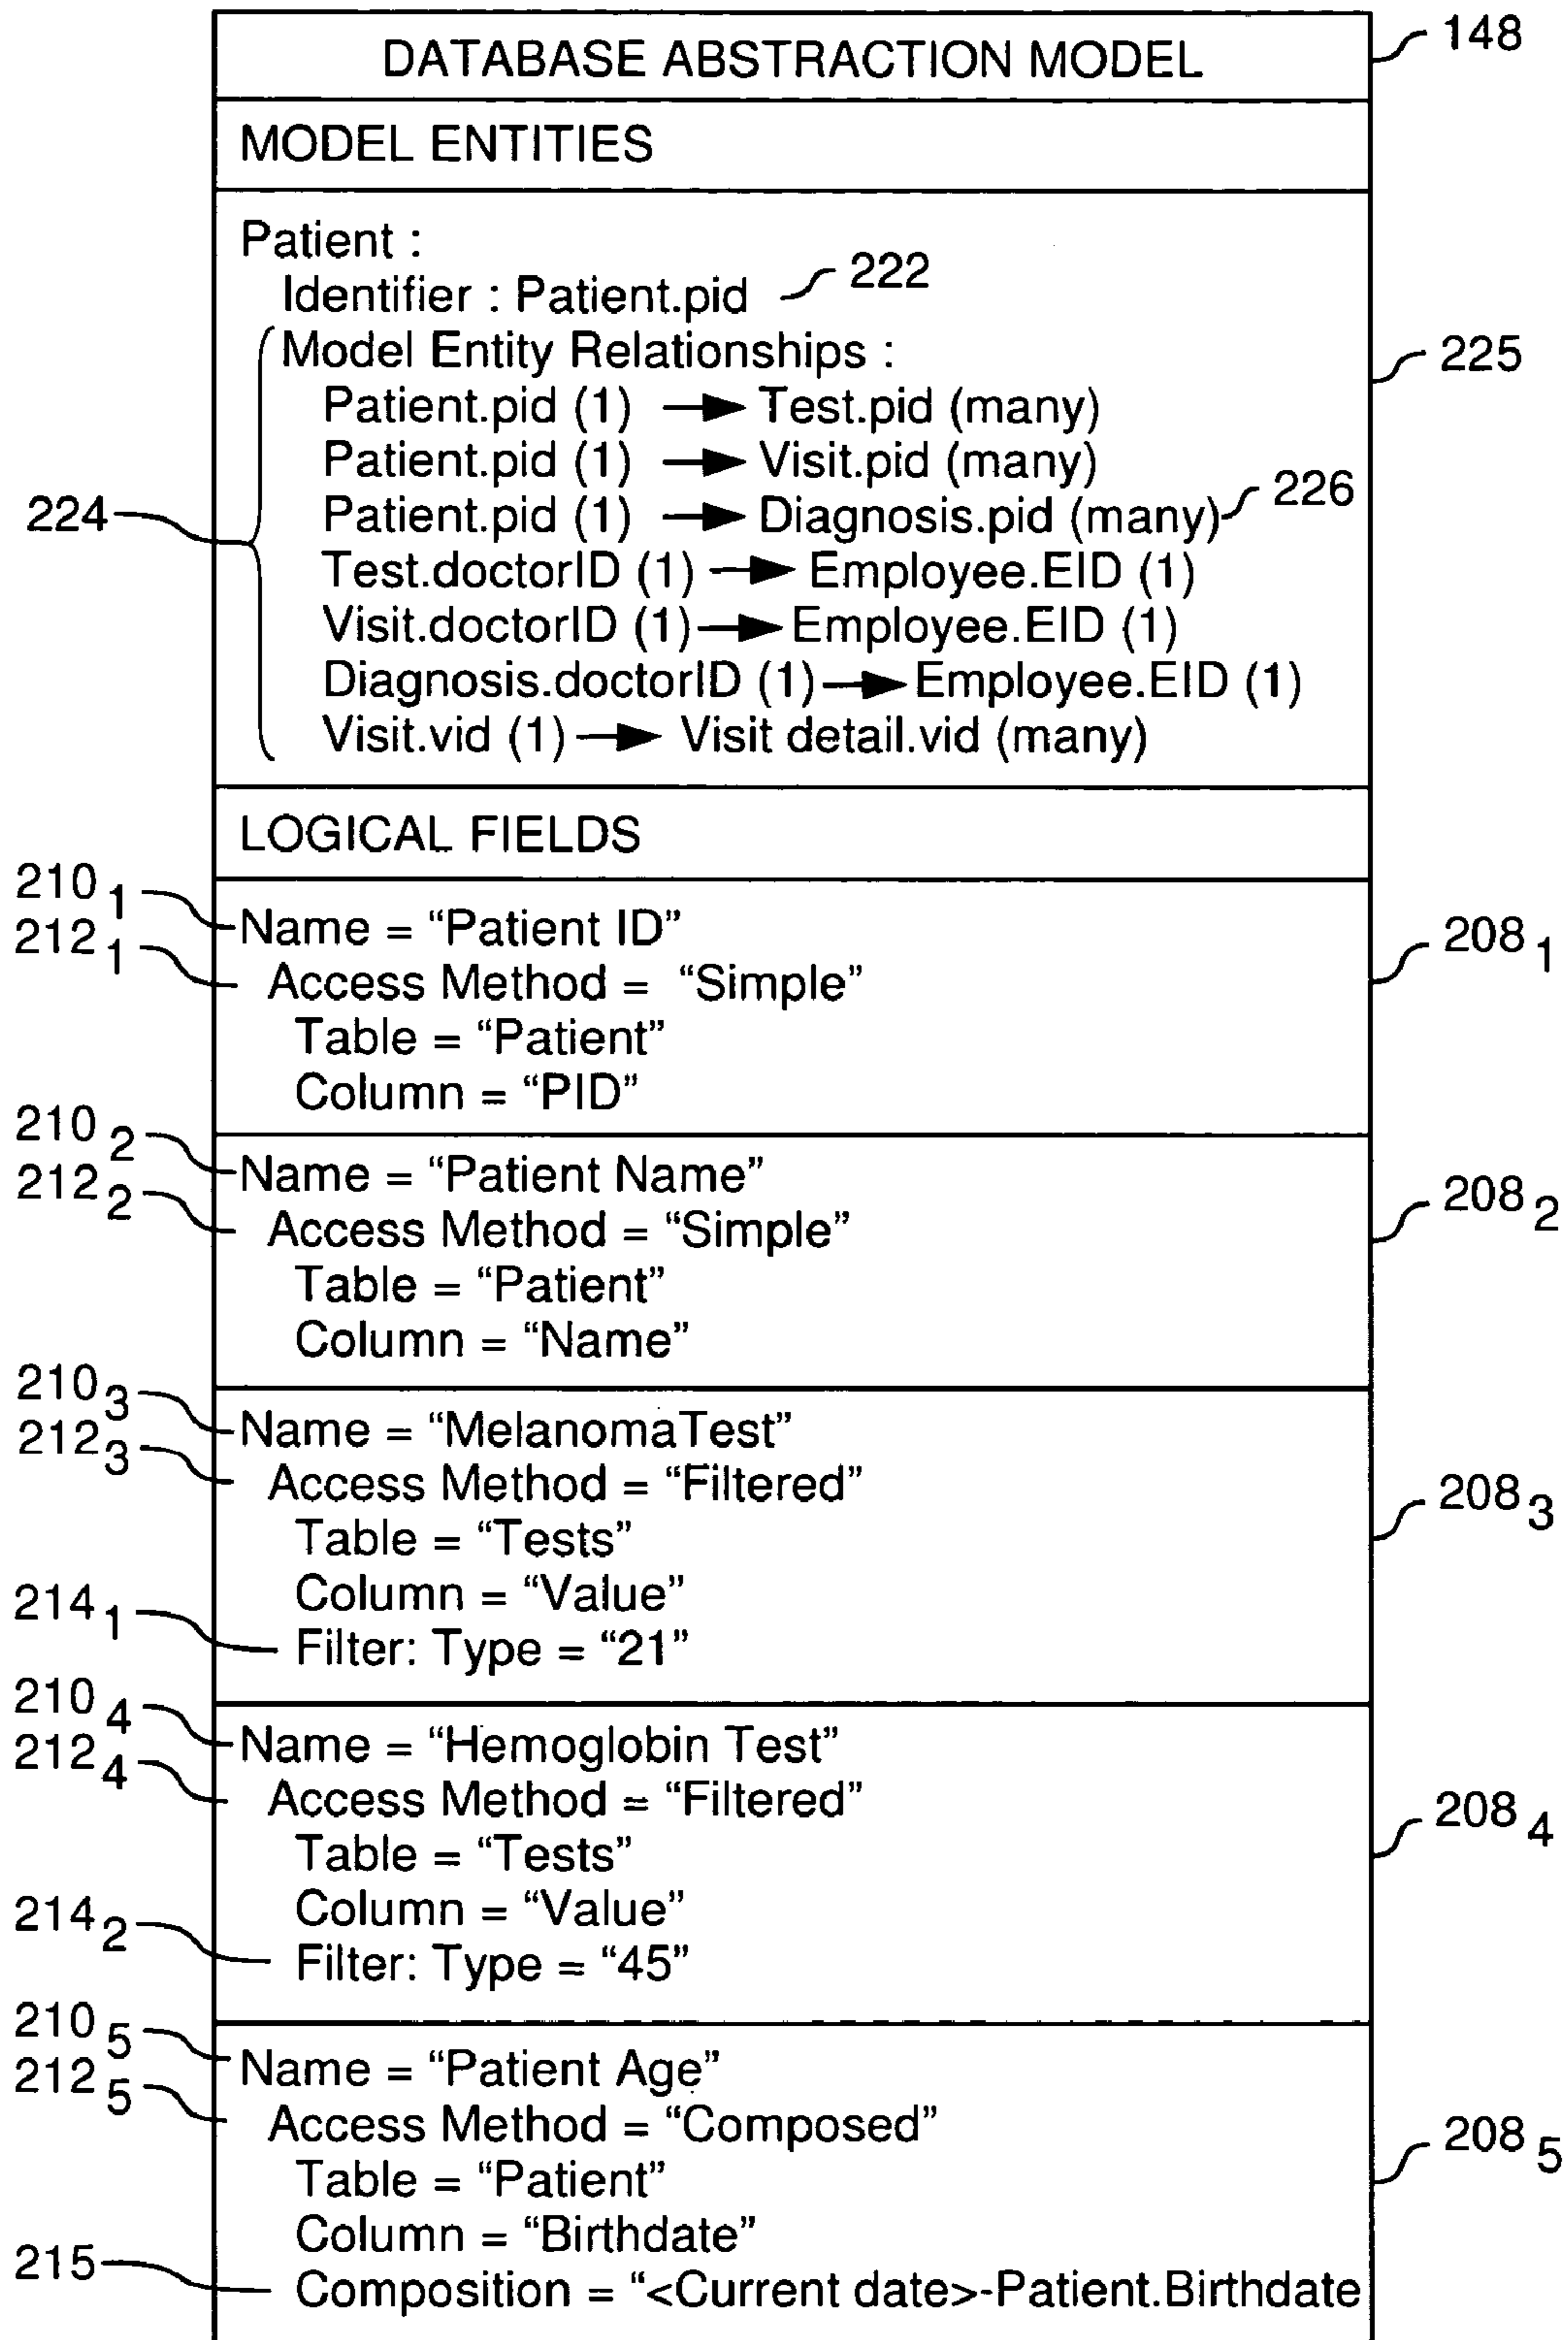 DATABASE ABSTRACTION MODEL 148
MODEL ENTITIES
Patient :
Identifier : Patient.pid 222
Model Entity Relationships : 225
Patient.pid (1) → Test.pid (many)
Patient.pid (1) → Visit.pid (many)
224 Patient.pid (1) → Diagnosis.pid (many) 226
Test.doctorID (1) → Employee.EID (1)
Visit.doctorID (1) → Employee.EID (1)
Diagnosis.doctorID (1) → Employee.EID (1)
Visit.vid (1) → Visit detail.vid (many)
LOGICAL FIELDS
210 1 Name = “Patient ID”
212 1 Access Method = “Simple” 208 1
Table = “Patient”
Column = “PID”
210 2 Name = “Patient Name”
212 2 Access Method = “Simple” 208 2
Table = “Patient”
Column = “Name”
210 3 Name = “MelanomaTest”
212 3 Access Method = “Filtered” 208 3
Table = “Tests”
Column = “Value”
214 1 Filter: Type = “21”
210 4 Name = “Hemoglobin Test”
212 4 Access Method = “Filtered” 208 4
Table = “Tests”
Column = “Value”
214 2 Filter: Type = “45”
210 5 Name = “Patient Age”
212 5 Access Method = “Composed” 208 5
Table = “Patient”
Column = “Birthdate”
215 Composition = “<Current date>-Patient.Birthdate